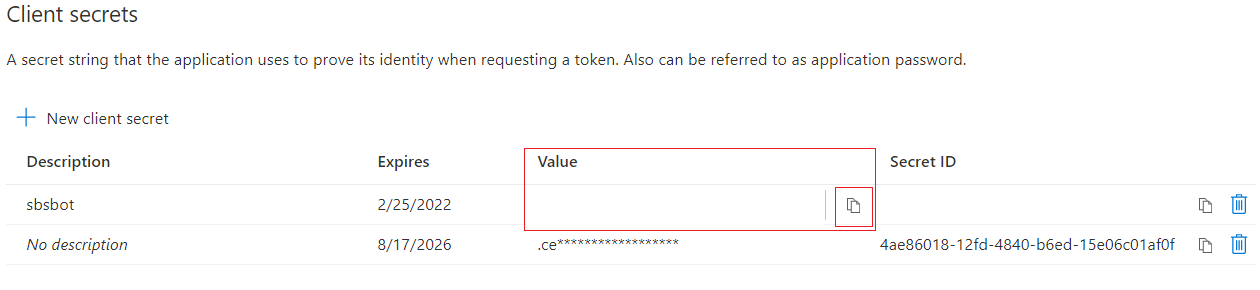 Client secrets
A secret string that the application uses to prove its identity when requesting a token. Also can be referred to as application password.
New client secret
Description Expires Value Secret ID
sbsbot 2/25/2022
No description 8/17/2026 .ce****************** 4ae86018-12fd-4840-b6ed-15e06c01af0f